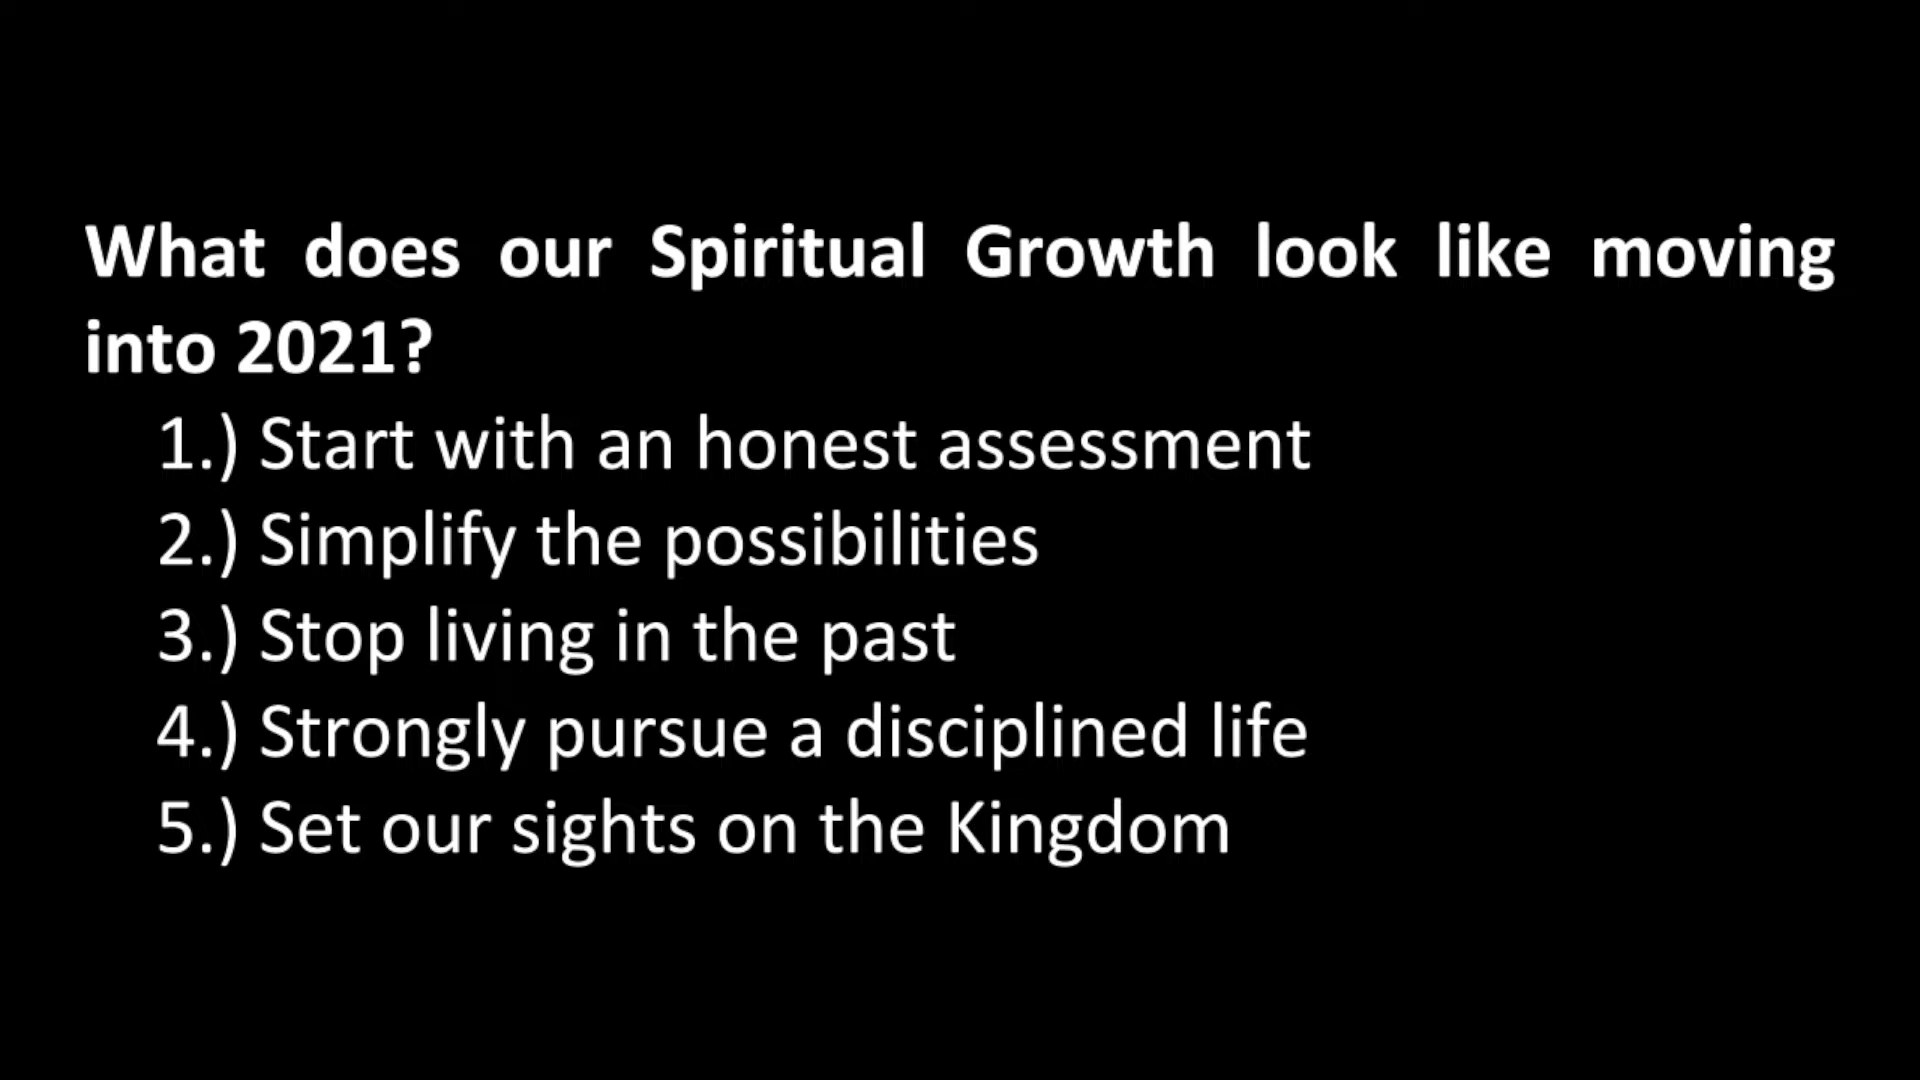 What does our Spiritual Growth look like moving
into 2021?
1.) Start with an honest assessment
2.) Simplify the possibilities
3.) Stop living in the past
4.) Strongly pursue a disciplined life
5.) Set our sights on the Kingdom